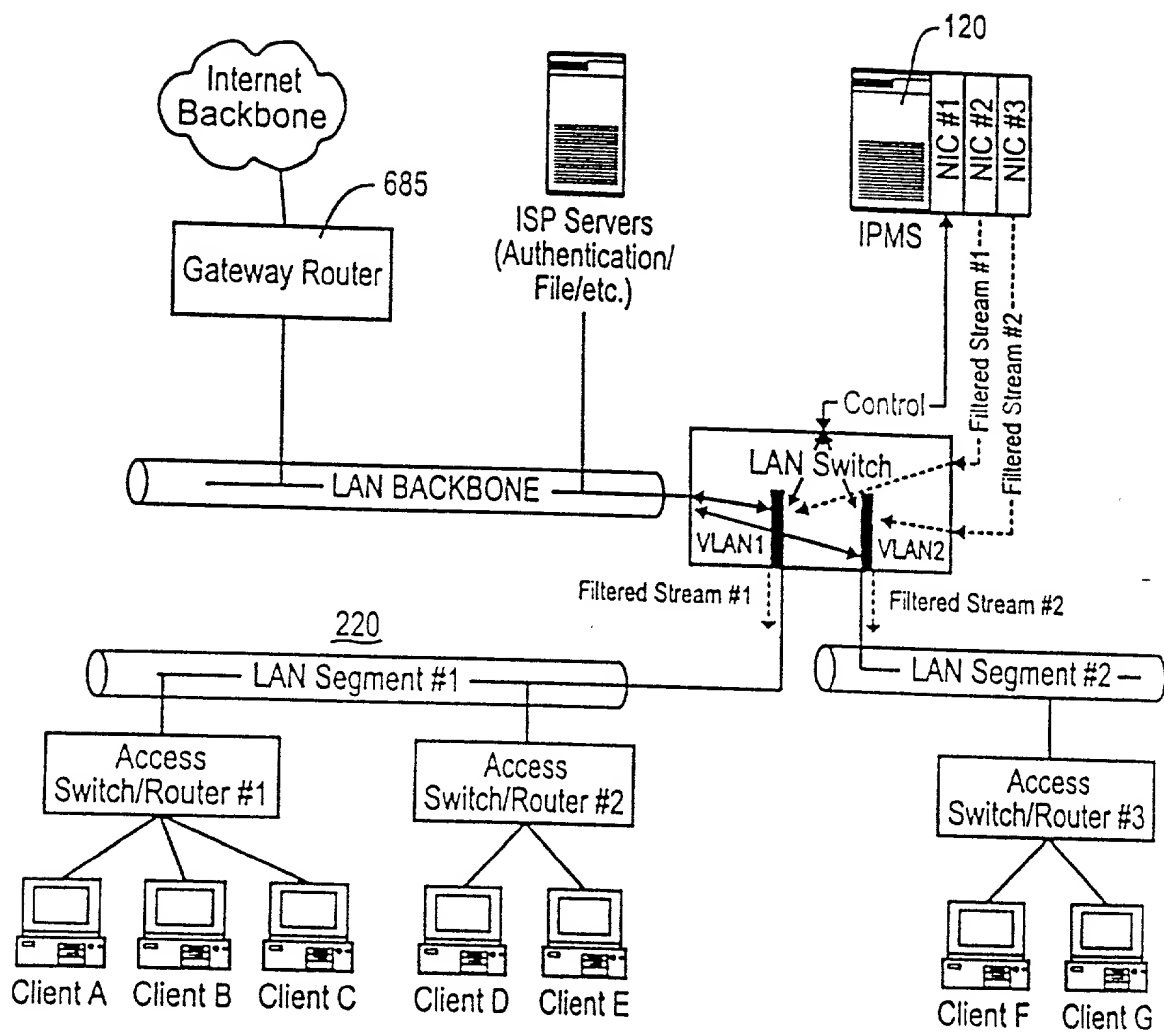 Internet
Backbone
685
Gateway Router
ISP Servers
(Authentication/
File/etc.)
120
NIC #1
NIC #2
NIC #3
IPMS
Filtered Stream #1
Filtered Stream #2
Control
LAN Switch
LAN BACKBONE
VLAN1
VLAN2
Filtered Stream #1
Filtered Stream #2
220
LAN Segment #1
LAN Segment #2
Access
Switch/Router #1
Access
Switch/Router #2
Access
Switch/Router #3
Client A
Client B
Client C
Client D
Client E
Client F
Client G